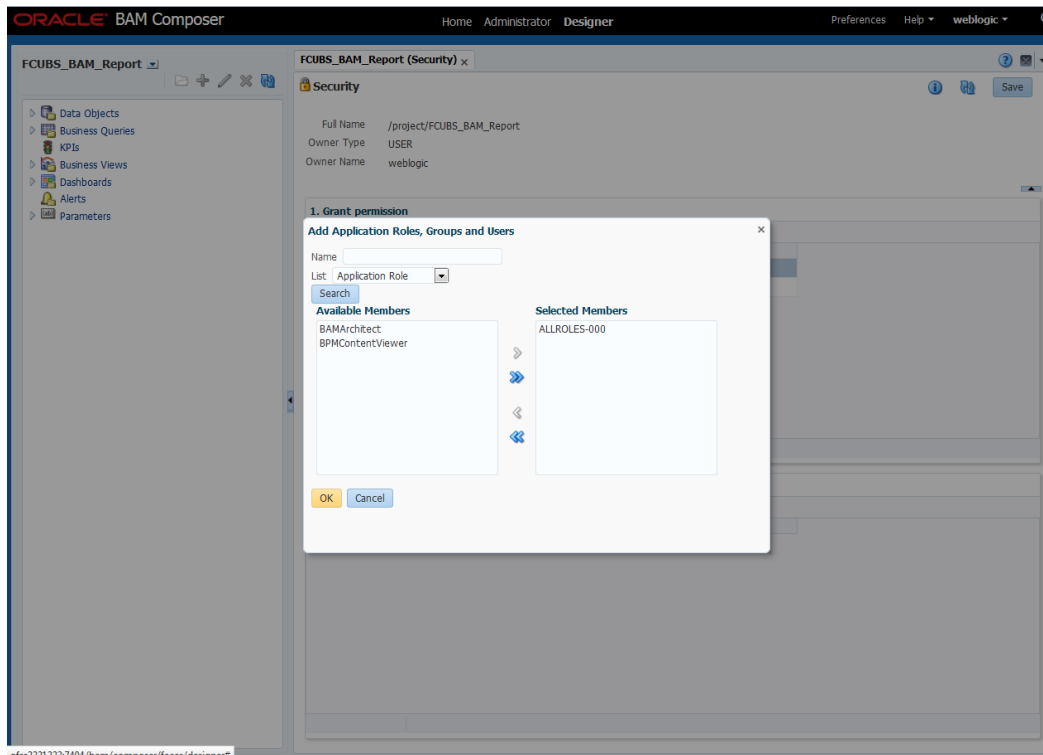 ORACLE BAM Composer
Home Administrator Designer
Preferences Help weblogic
FCUBS_BAM_Report
Data Objects
Business Queries
KPIs
Business Views
Dashboards
Alerts
Parameters
FCUBS_BAM_Report (Security) x
Security
Save
Full Name /project/FCUBS_BAM_Report
Owner Type USER
Owner Name weblogic
1. Grant permission
Add Application Roles, Groups and Users
Name
List Application Role
Search
Available Members Selected Members
BAMArchitect ALLROLES-000
BPMContentViewer
OK Cancel